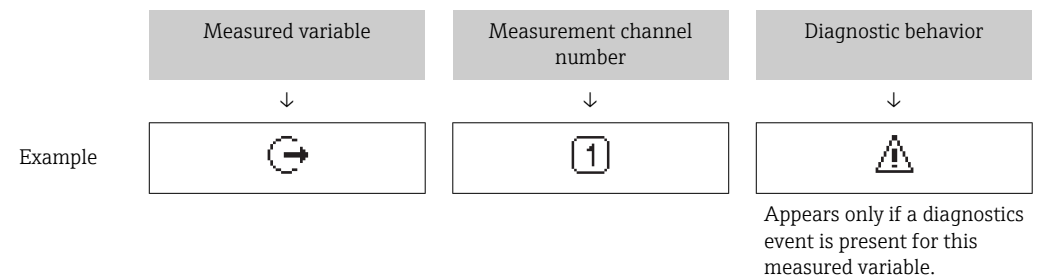 Measured variable
Measurement channel
number
Diagnostic behavior
↓
↓
↓
Example
1
Appears only if a diagnostics
event is present for this
measured variable.